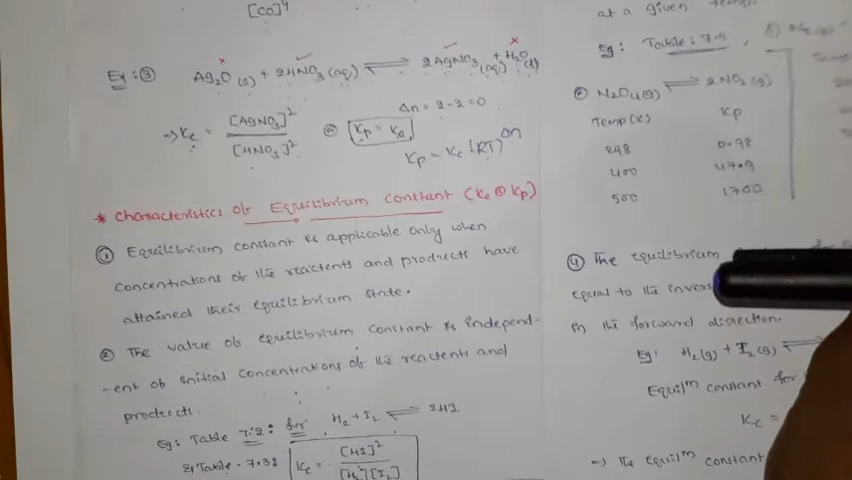 [CO]⁴
Eg: ③ Ag₂O (s) + 2HNO₃ (aq) ⇌ 2AgNO₃ (aq) + H₂O (l)
Δn = 2-2 = 0
→ Kc = [AgNO₃]² / [HNO₃]²
Kp = Kc
Kp = Kc (RT)^Δn
* Characteristics of Equilibrium Constant (Kc Kp)
① Equilibrium constant is applicable only when
concentrations of the reactents and products have
attained their equilibrium state.
② The value of equilibrium constant is independ-
-ent of initial concentrations of the reactents and
products.
Eg: Table 7.2: for H₂ + I₂ ⇌ 2HI
Table - 7.32 Kc = [HI]² / [H₂][I₂]
at a given
Eg: Table: 7.
N₂O₄(g) ⇌ 2NO₂(g)
Temp(K) Kp
298 0.98
400 47.9
500 1700
④ The equilibrium
equal to the invers
in the forward direction.
Eg: H₂(g) + I₂(g) ⇌
Equilᵐ constant for
Kc =
→ The equilᵐ constant